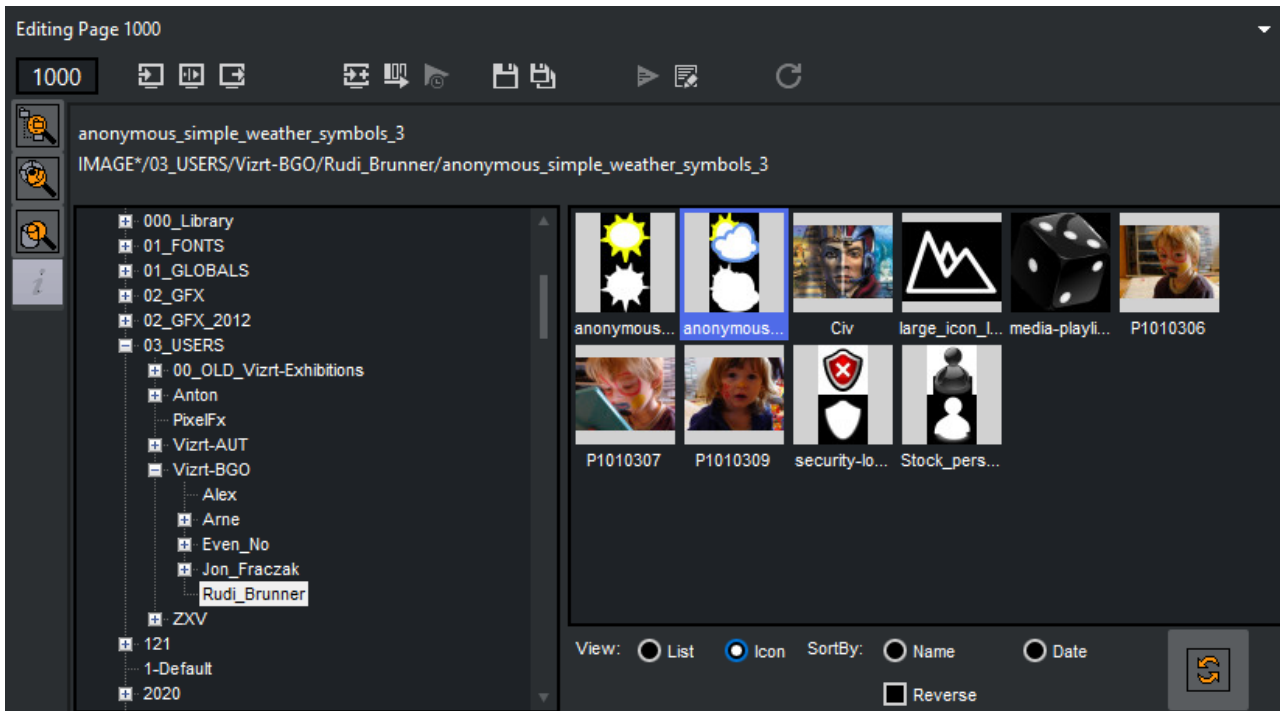 Editing Page 1000
1000
anonymous_simple_weather_symbols_3
IMAGE*/03_USERS/Vizrt-BGO/Rudi_Brunner/anonymous_simple_weather_symbols_3
i
000_Library
01_FONTS
01_GLOBALS
02_GFX
02_GFX_2012
03_USERS
00_OLD_Vizrt-Exhibitions
Anton
PixelFx
Vizrt-AUT
Vizrt-BGO
Alex
Arne
Even_No
Jon_Fraczak
Rudi_Brunner
ZXV
121
1-Default
2020
anonymous... anonymous... Civ large_icon_l... media-playli... P1010306
P1010307 P1010309 security-lo... Stock_pers...
View: List Icon SortBy: Name Date
Reverse